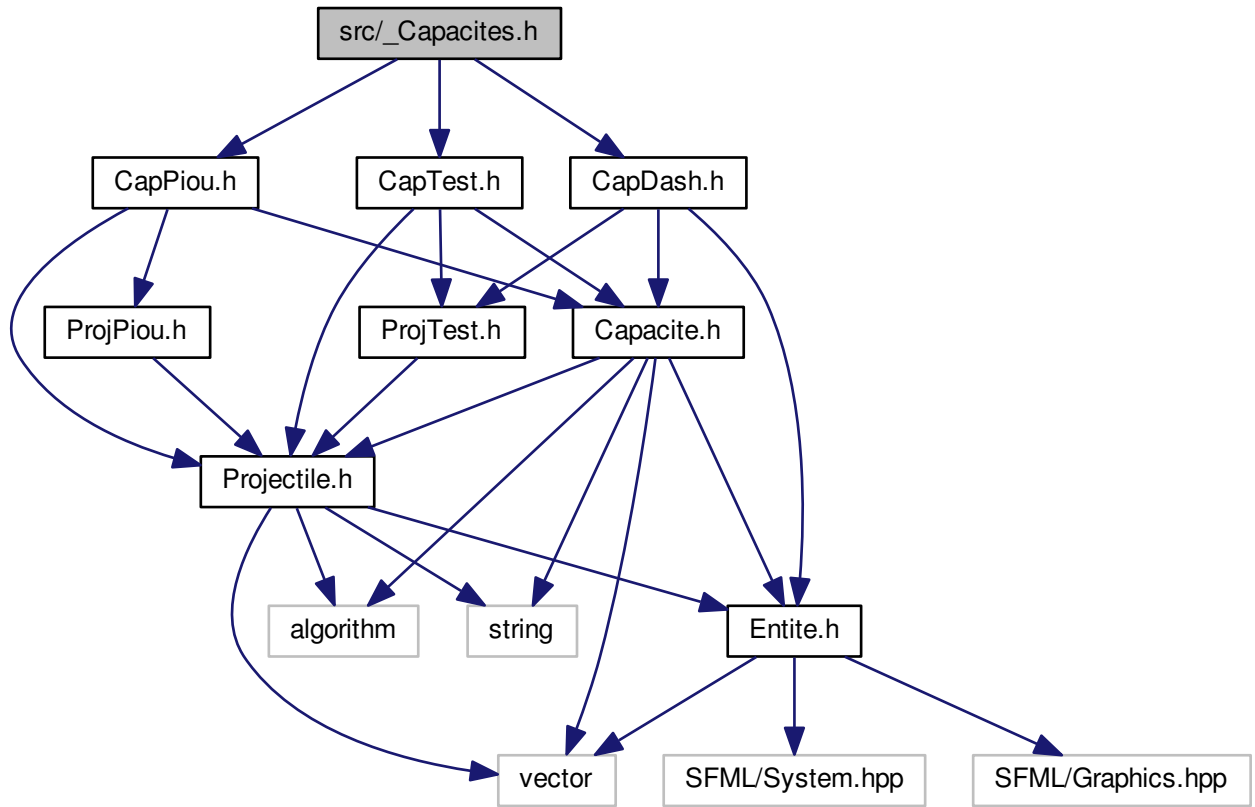 src/_Capacites.h
CapPiou.h
CapTest.h
CapDash.h
ProjPiou.h
ProjTest.h
Capacite.h
Projectile.h
algorithm
string
Entite.h
vector
SFML/System.hpp
SFML/Graphics.hpp